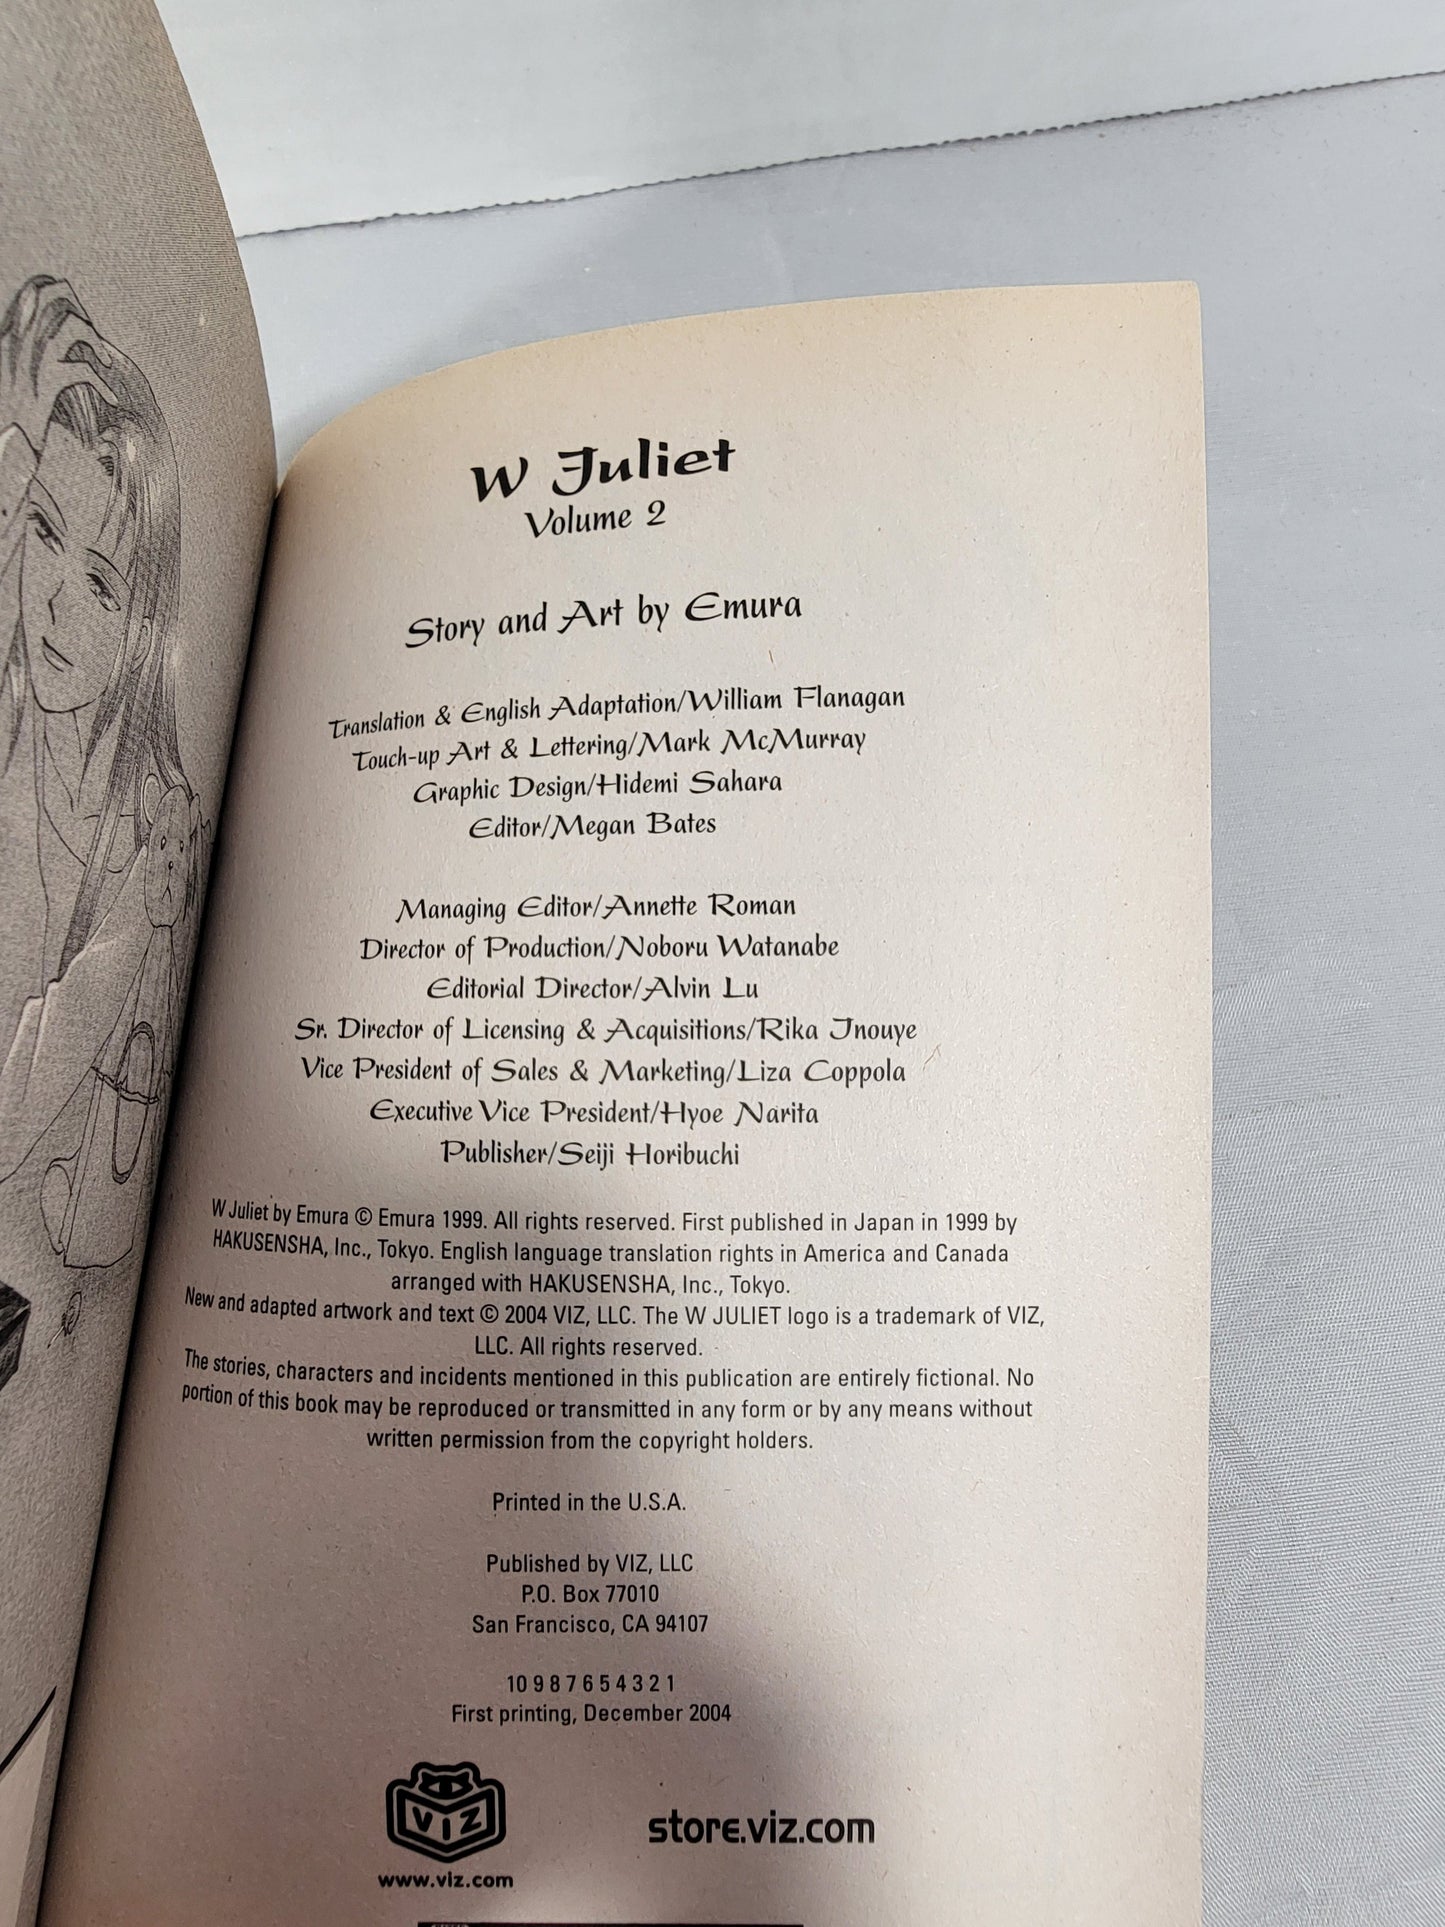 W Juliet
Volume 2
Story and Art by Emura
Translation & English Adaptation/William Flanagan
Touch-up Art & Lettering/Mark McMurray
Graphic Design/Hidemi Sahara
Editor/Megan Bates
Managing Editor/Annette Roman
Director of Production/Noboru Watanabe
Editorial Director/Alvin Lu
Sr. Director of Licensing & Acquisitions/Rika Inouye
Vice President of Sales & Marketing/Liza Coppola
Executive Vice President/Hyoe Narita
Publisher/Seiji Horibuchi
W Juliet by Emura © Emura 1999. All rights reserved. First published in Japan in 1999 by
HAKUSENSHA, Inc., Tokyo. English language translation rights in America and Canada
arranged with HAKUSENSHA, Inc., Tokyo.
New and adapted artwork and text © 2004 VIZ, LLC. The W JULIET logo is a trademark of VIZ,
LLC. All rights reserved.
The stories, characters and incidents mentioned in this publication are entirely fictional. No
portion of this book may be reproduced or transmitted in any form or by any means without
written permission from the copyright holders.
Printed in the U.S.A.
Published by VIZ, LLC
P.O. Box 77010
San Francisco, CA 94107
10 9 8 7 6 5 4 3 2 1
First printing, December 2004
VIZ
store.viz.com
www.viz.com